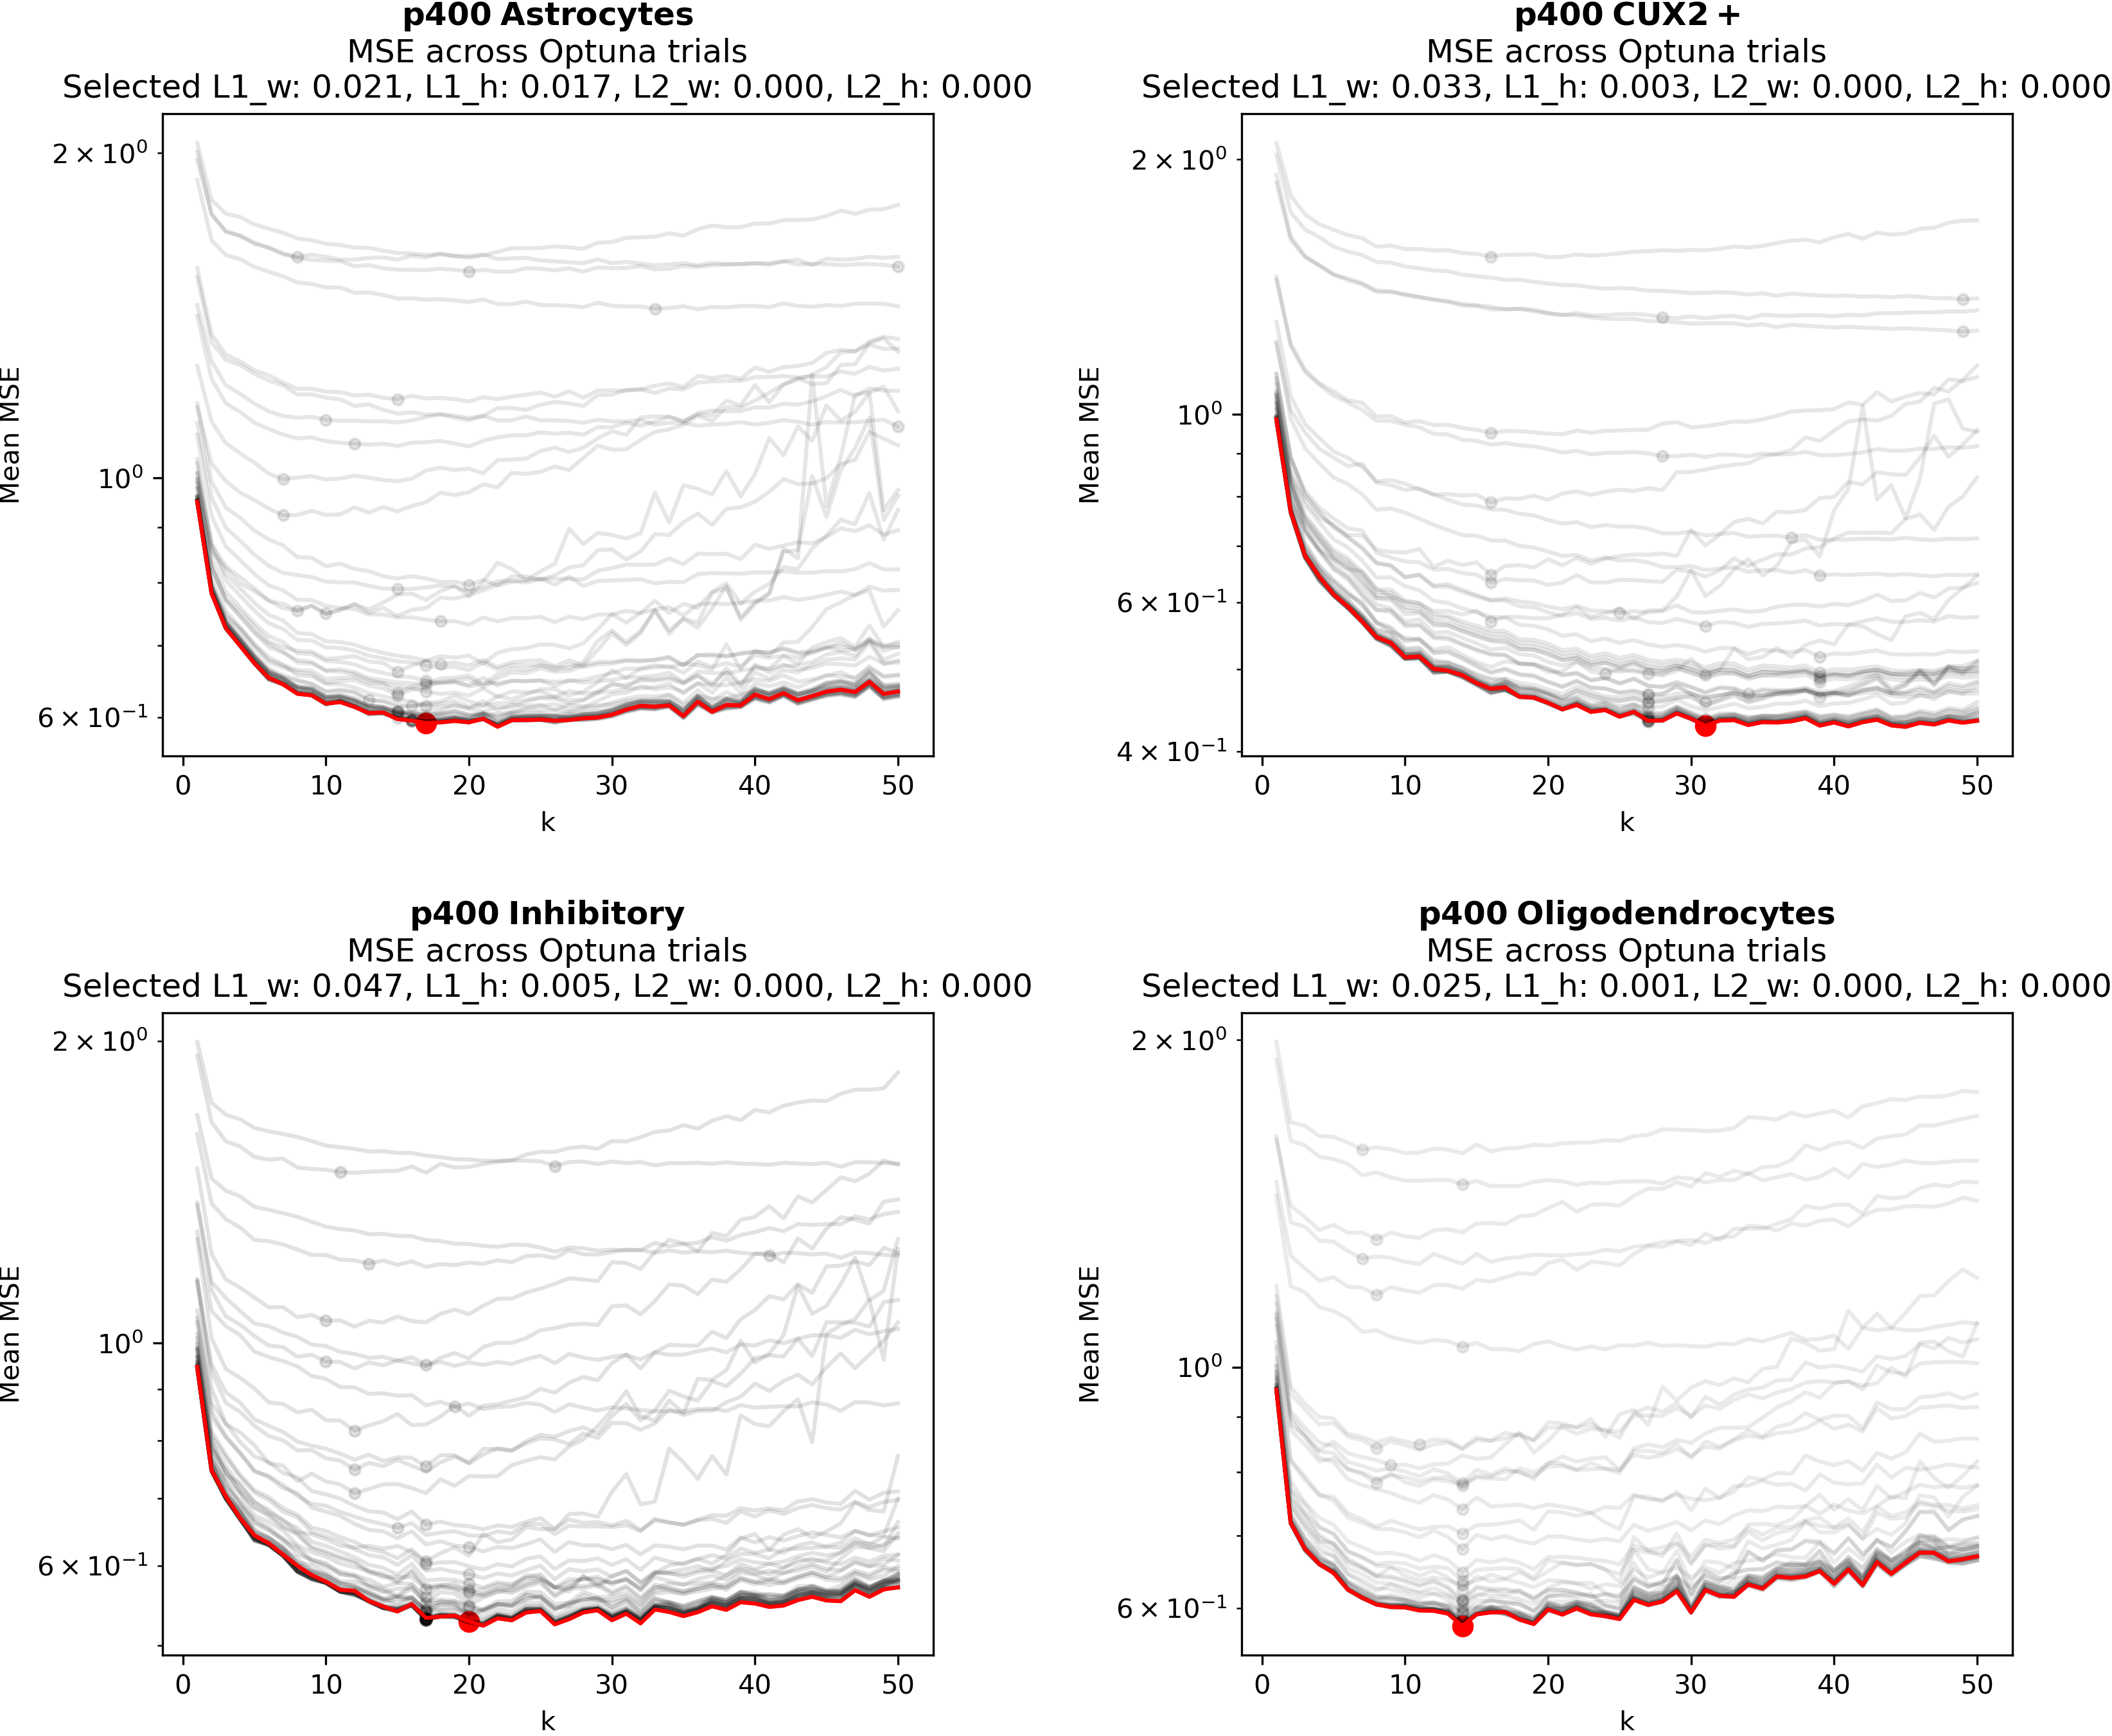 p400 Astrocytes
MSE across Optuna trials
Selected L1_w: 0.021, L1_h: 0.017, L2_w: 0.000, L2_h: 0.000
2 × 10⁰
10⁰
6 × 10⁻¹
Mean MSE
0 10 20 30 40 50
k
p400 CUX2 +
MSE across Optuna trials
Selected L1_w: 0.033, L1_h: 0.003, L2_w: 0.000, L2_h: 0.000
2 × 10⁰
10⁰
6 × 10⁻¹
4 × 10⁻¹
Mean MSE
0 10 20 30 40 50
k
p400 Inhibitory
MSE across Optuna trials
Selected L1_w: 0.047, L1_h: 0.005, L2_w: 0.000, L2_h: 0.000
2 × 10⁰
10⁰
6 × 10⁻¹
Mean MSE
0 10 20 30 40 50
k
p400 Oligodendrocytes
MSE across Optuna trials
Selected L1_w: 0.025, L1_h: 0.001, L2_w: 0.000, L2_h: 0.000
2 × 10⁰
10⁰
6 × 10⁻¹
Mean MSE
0 10 20 30 40 50
k